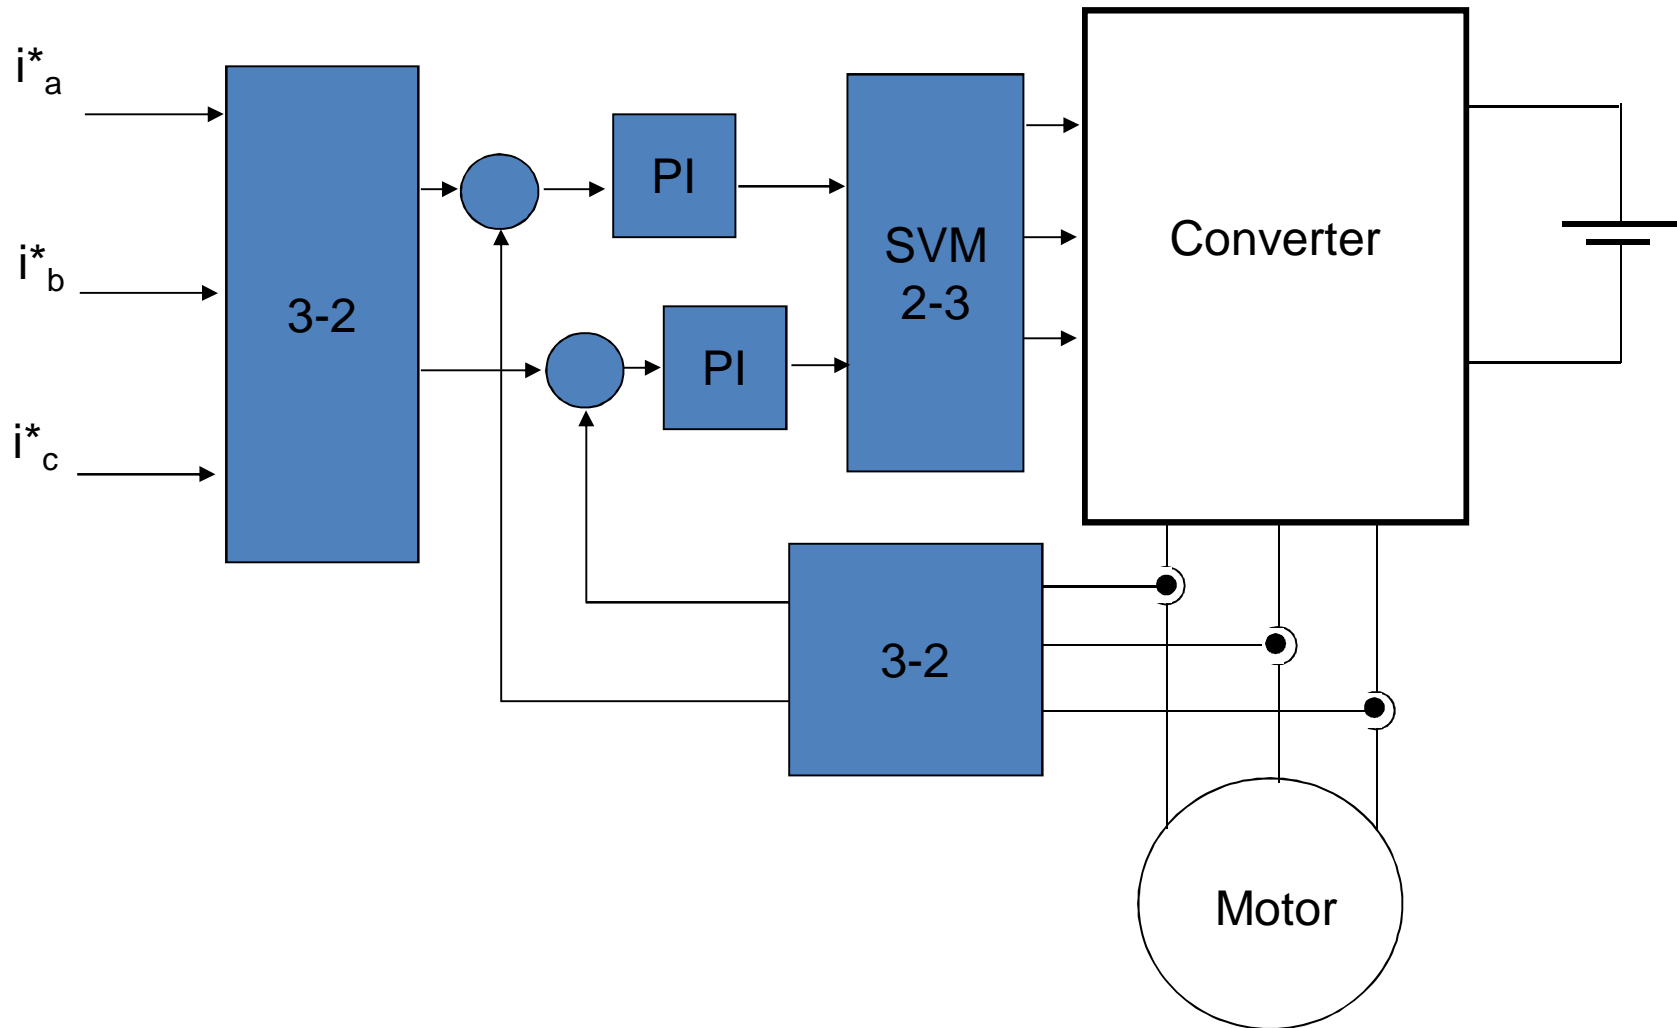 i*a
i*b
i*c
3-2
PI
PI
SVM
2-3
Converter
3-2
Motor